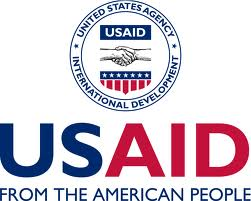 UNITED STATES AGENCY
USAID
INTERNATIONAL DEVELOPMENT
USAID
FROM THE AMERICAN PEOPLE